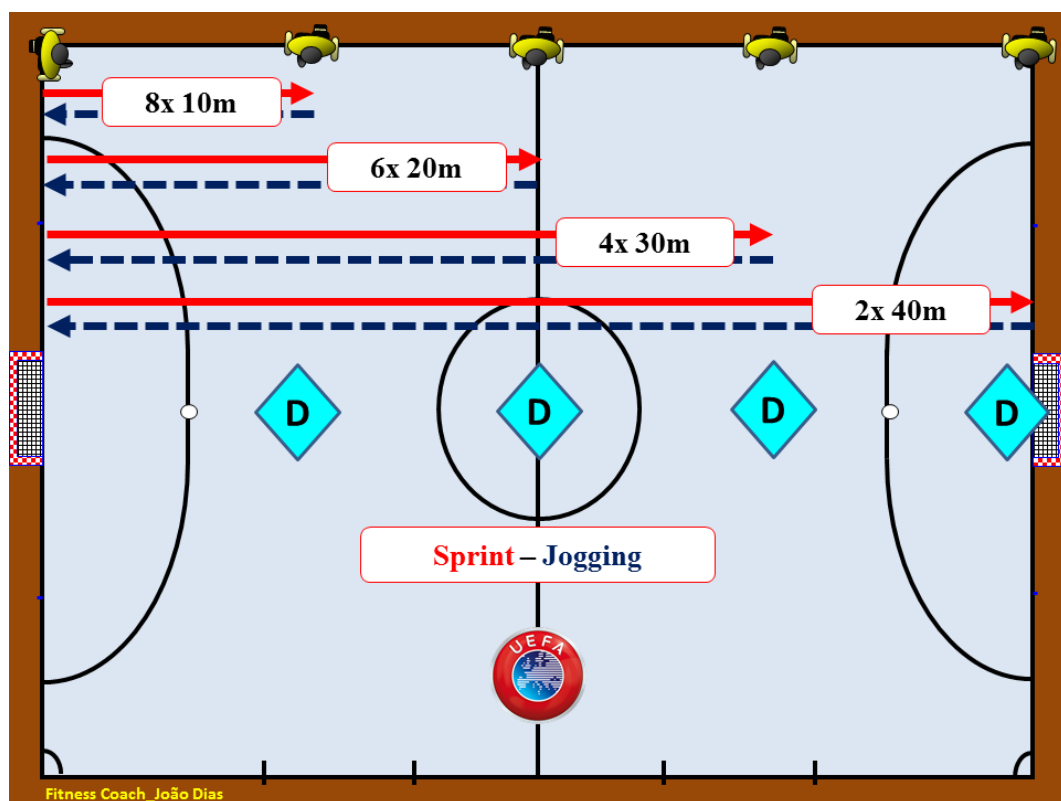 8x 10m
6x 20m
4x 30m
2x 40m
D D D D
Sprint – Jogging
UEFA
Fitness Coach_João Dias